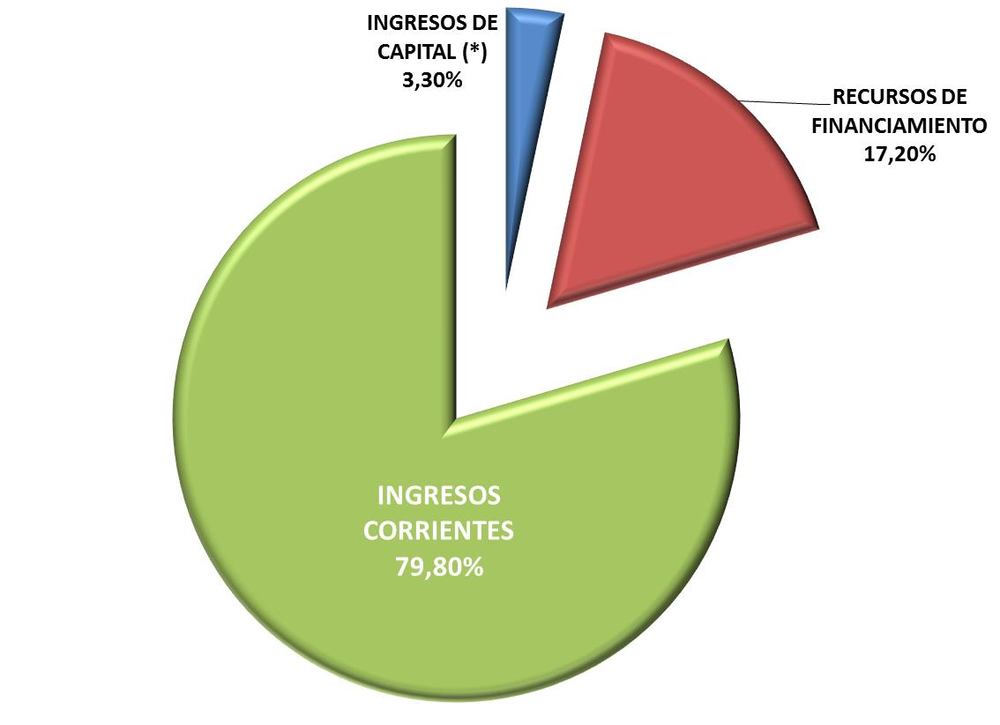 INGRESOS DE
CAPITAL (*)
3,30%
RECURSOS DE
FINANCIAMIENTO
17,20%
INGRESOS
CORRIENTES
79,80%